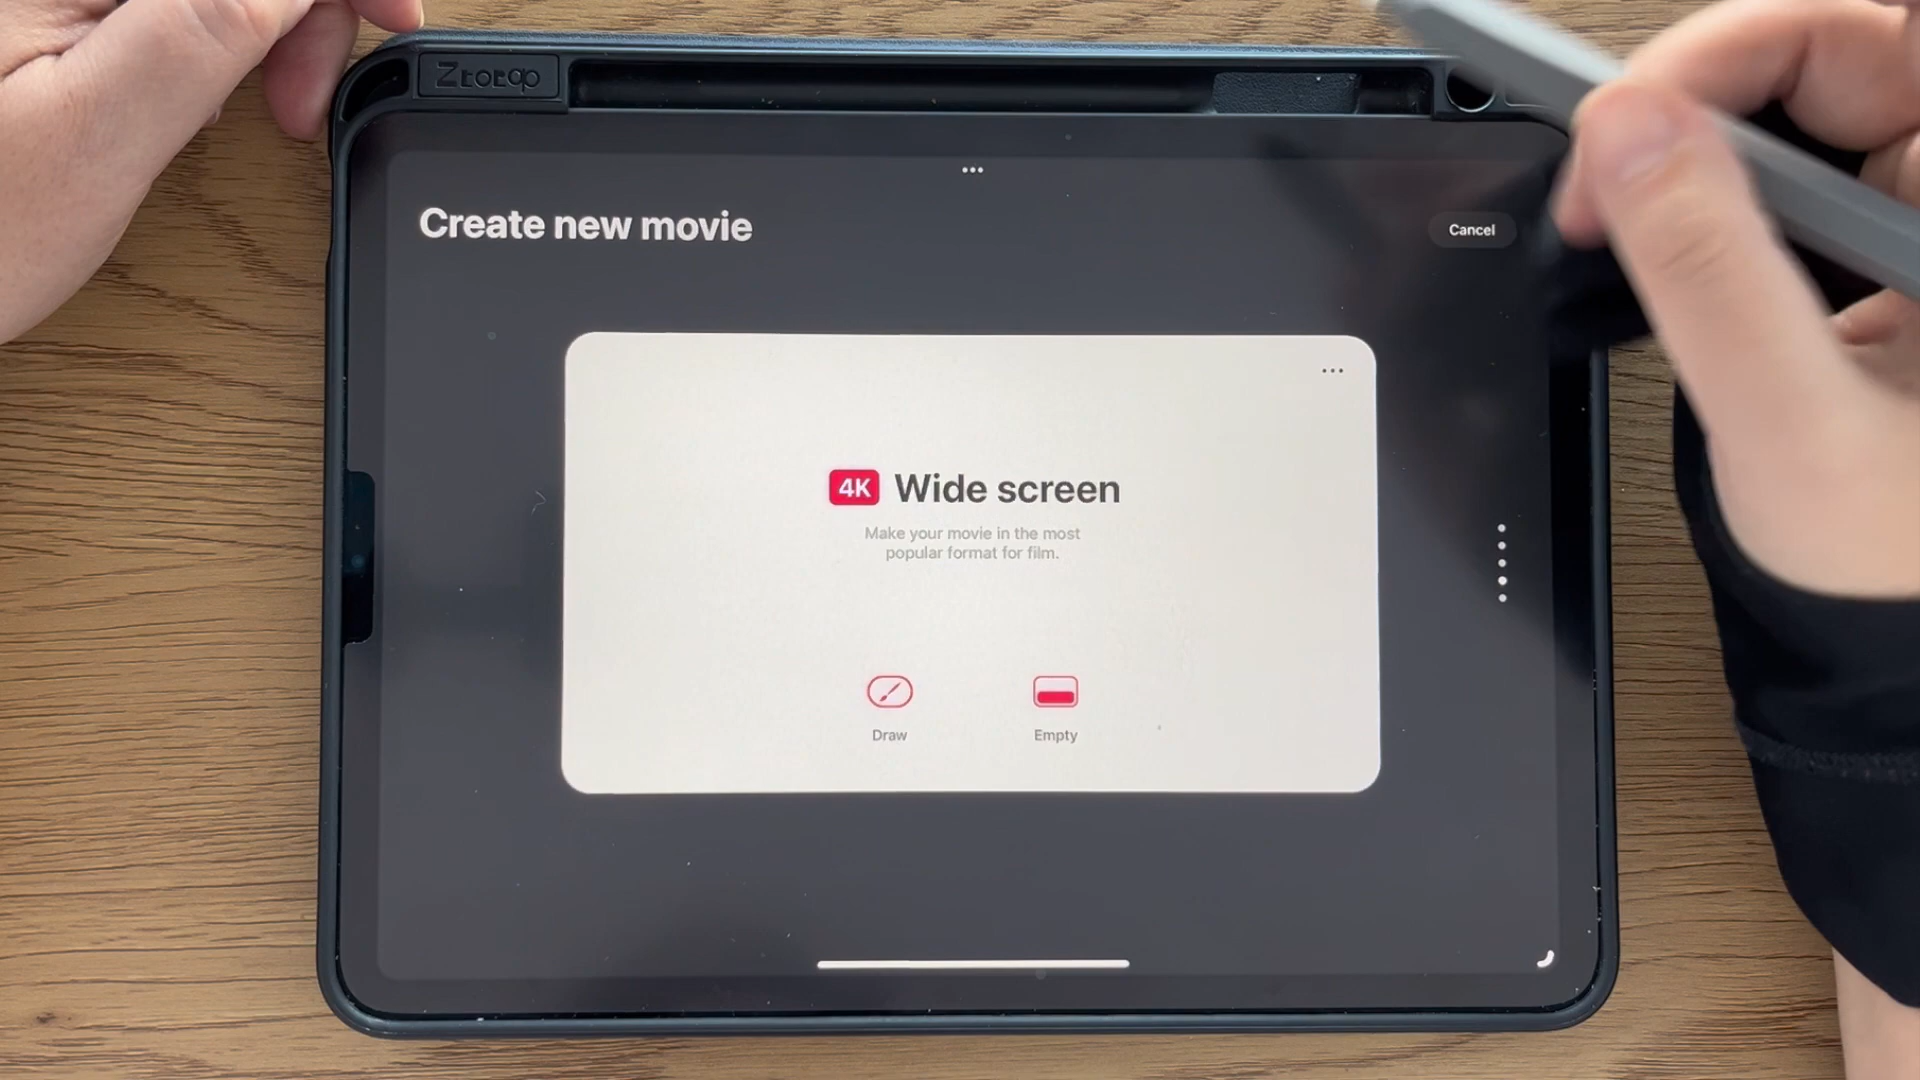 Create new movie
Cancel
4K Wide screen
Make your movie in the most
popular format for film.
Draw
Empty